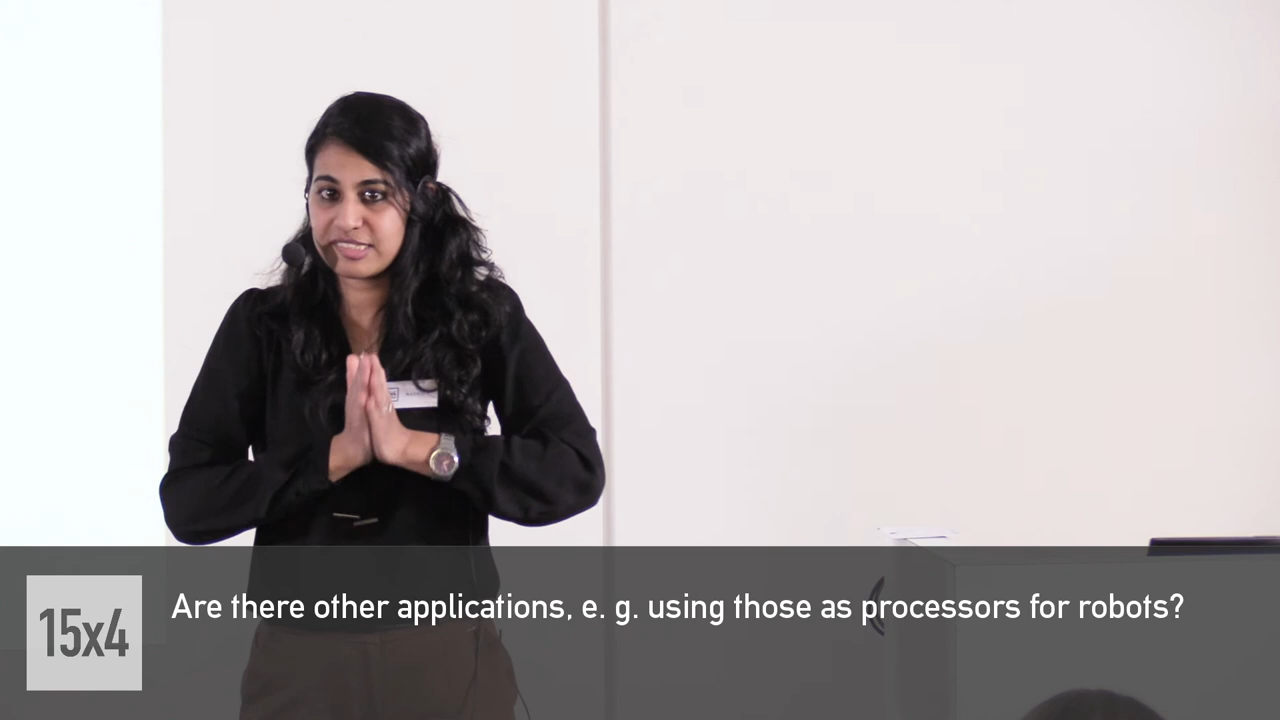 Are there other applications, e. g. using those as processors for robots?
15x4